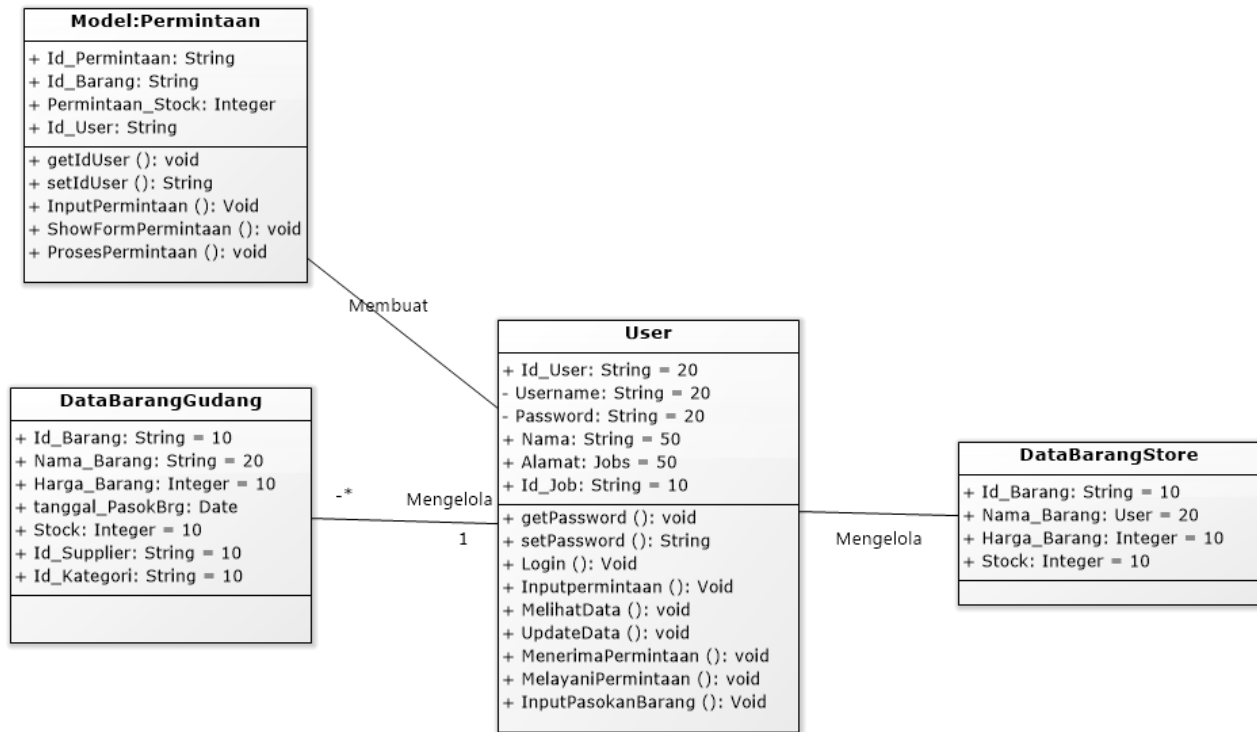 Model:Permintaan
+ Id_Permintaan: String
+ Id_Barang: String
+ Permintaan_Stock: Integer
+ Id_User: String
+ getIdUser (): void
+ setIdUser (): String
+ InputPermintaan (): Void
+ ShowFormPermintaan (): void
+ ProsesPermintaan (): void
Membuat
DataBarangGudang
+ Id_Barang: String = 10
+ Nama_Barang: String = 20
+ Harga_Barang: Integer = 10
+ tanggal_PasokBrg: Date
+ Stock: Integer = 10
+ Id_Supplier: String = 10
+ Id_Kategori: String = 10
-*
Mengelola
1
User
+ Id_User: String = 20
- Username: String = 20
- Password: String = 20
+ Nama: String = 50
+ Alamat: Jobs = 50
+ Id_Job: String = 10
+ getPassword (): void
+ setPassword (): String
+ Login (): Void
+ Inputpermintaan (): Void
+ MelihatData (): void
+ UpdateData (): void
+ MenerimaPermintaan (): void
+ MelayaniPermintaan (): void
+ InputPasokanBarang (): Void
Mengelola
DataBarangStore
+ Id_Barang: String = 10
+ Nama_Barang: User = 20
+ Harga_Barang: Integer = 10
+ Stock: Integer = 10